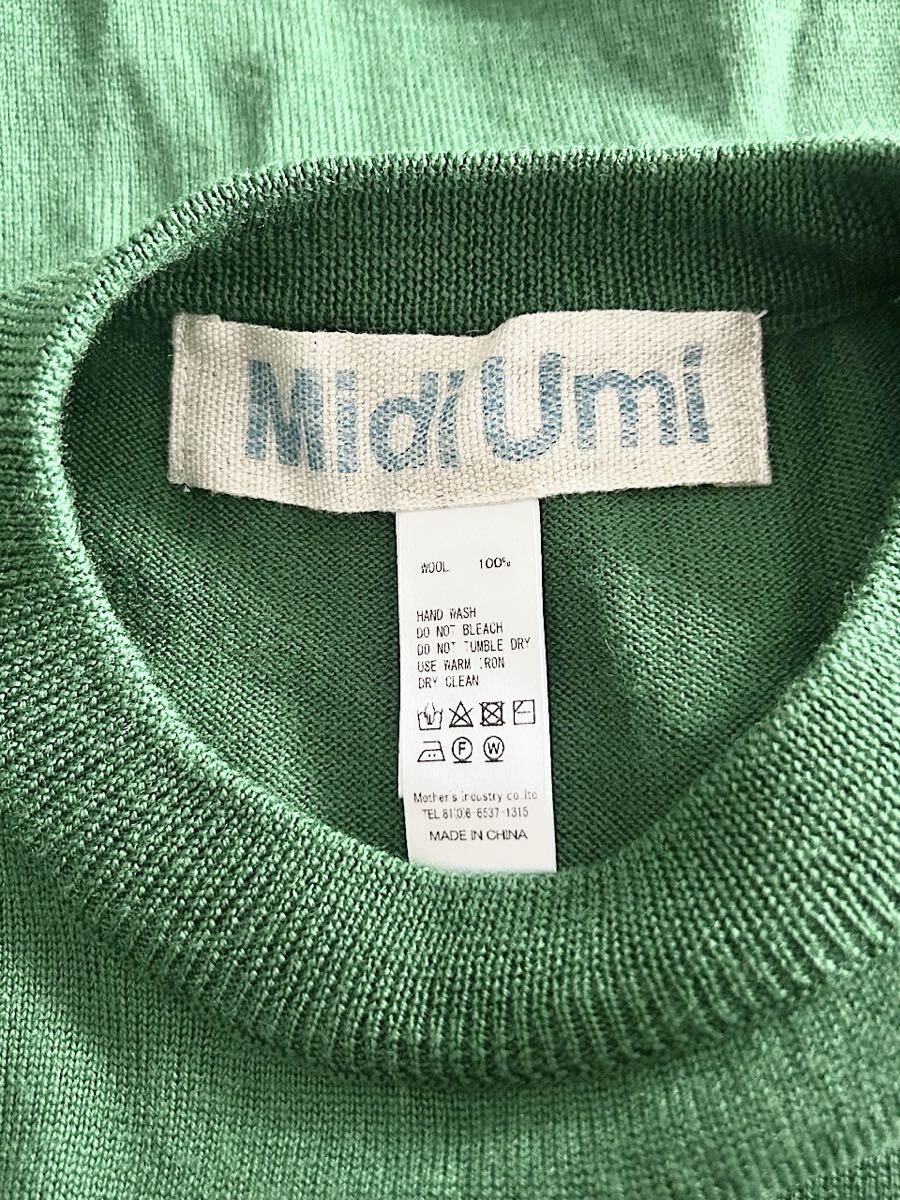 Midi Umi
WOOL 100%
HAND WASH
DO NOT BLEACH
DO NOT TUMBLE DRY
USE WARM IRON
DRY CLEAN
F W
Mother's industry co.ltd
TEL 81(0)6-6537-1315
MADE IN CHINA